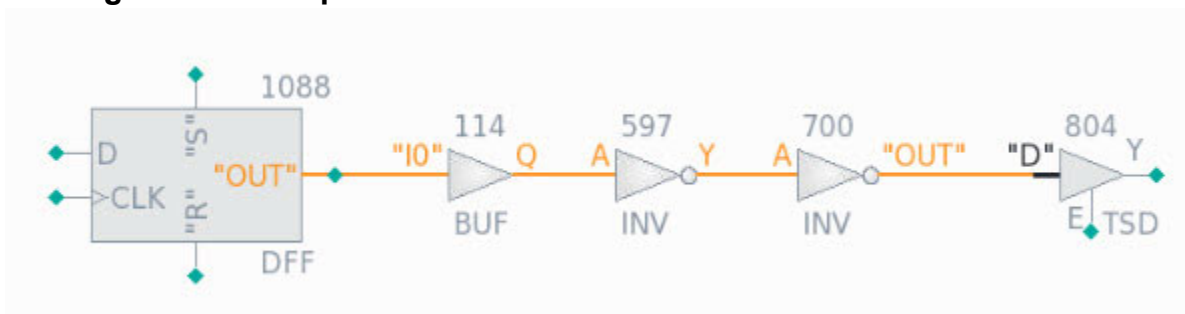 1088
114
597
700
804
"S"
D
"OUT"
"I0"
Q
A
Y
A
"OUT"
"D"
Y
CLK
"R"
BUF
INV
INV
E
TSD
DFF